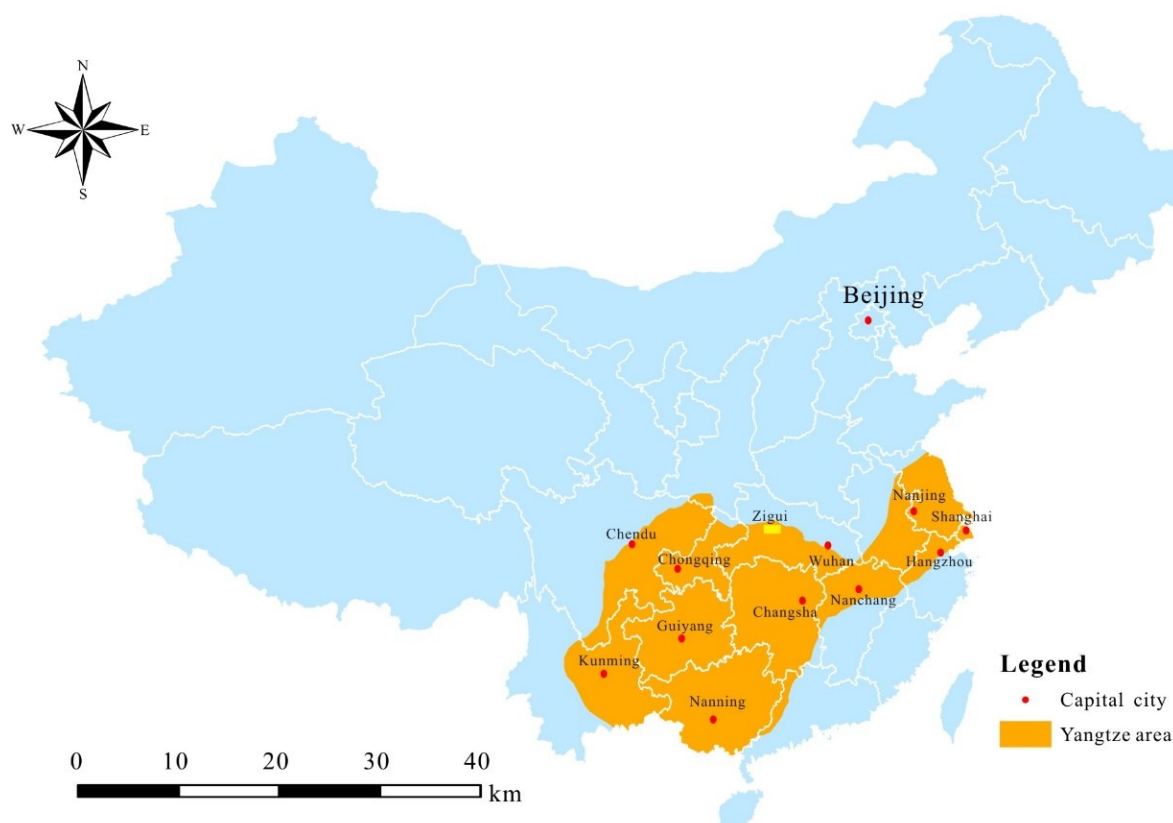 N
W E
S
Beijing
Nanjing
Shanghai
Zigui
Chendu
Wuhan
Hangzhou
Chongqing
Nanchang
Changsha
Guiyang
Kunming
Nanning
Legend
Capital city
Yangtze area
0 10 20 30 40
km